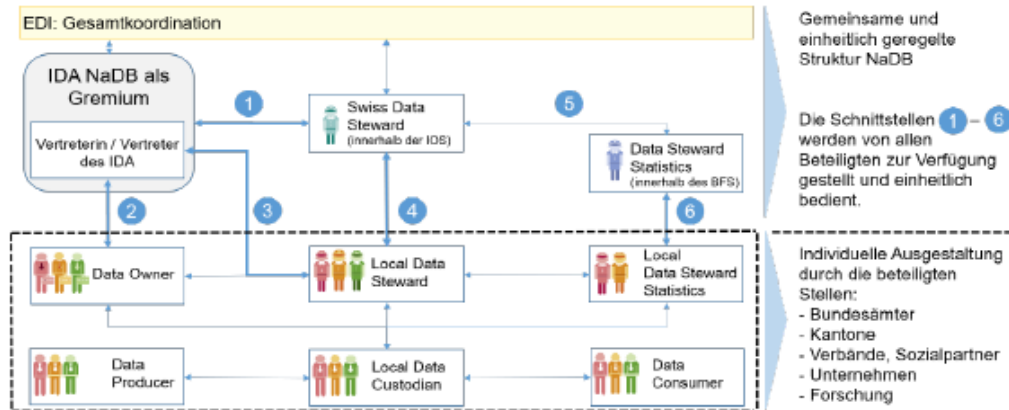 EDI: Gesamtkoordination
IDA NaDB als
Gremium
Vertreterin / Vertreter
des IDA
1
Swiss Data
Steward
(innerhalb der IOS)
5
Data Steward
Statistics
(innerhalb des BFS)
2
3
4
6
Data Owner
Local Data
Steward
Local
Data Steward
Statistics
Data
Producer
Local Data
Custodian
Data
Consumer
Gemeinsame und
einheitlich geregelte
Struktur NaDB
Die Schnittstellen 1 – 6
werden von allen
Beteiligten zur Verfügung
gestellt und einheitlich
bedient.
Individuelle Ausgestaltung
durch die beteiligten
Stellen:
- Bundesämter
- Kantone
- Verbände, Sozialpartner
- Unternehmen
- Forschung